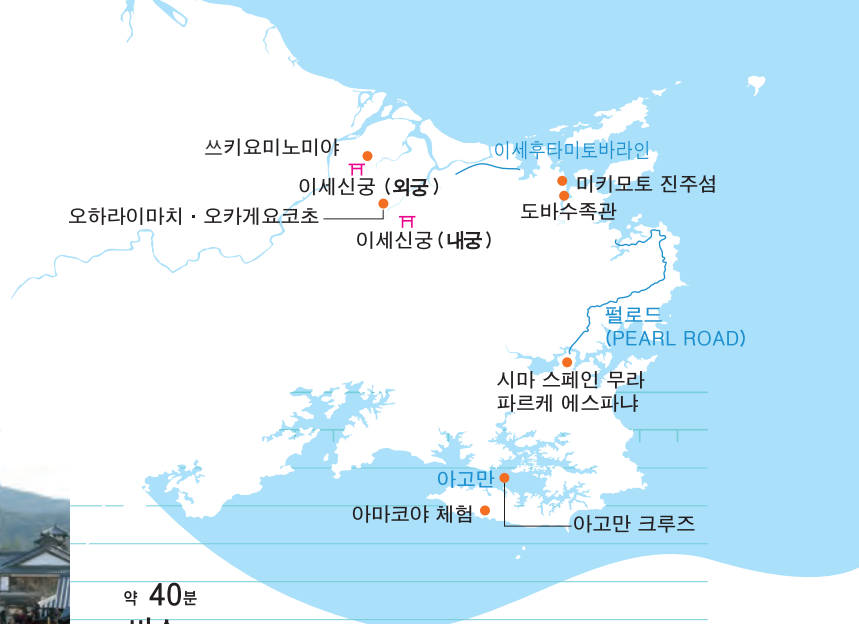 쓰키요미노미야
이세후타미토바라인
이세신궁 (외궁)
미키모토 진주섬
오하라이마치 · 오카게요코초
도바수족관
이세신궁 (내궁)
펄로드
(PEARL ROAD)
시마 스페인 무라
파르케 에스파냐
아고만
아마코야 체험
아고만 크루즈
약 40분